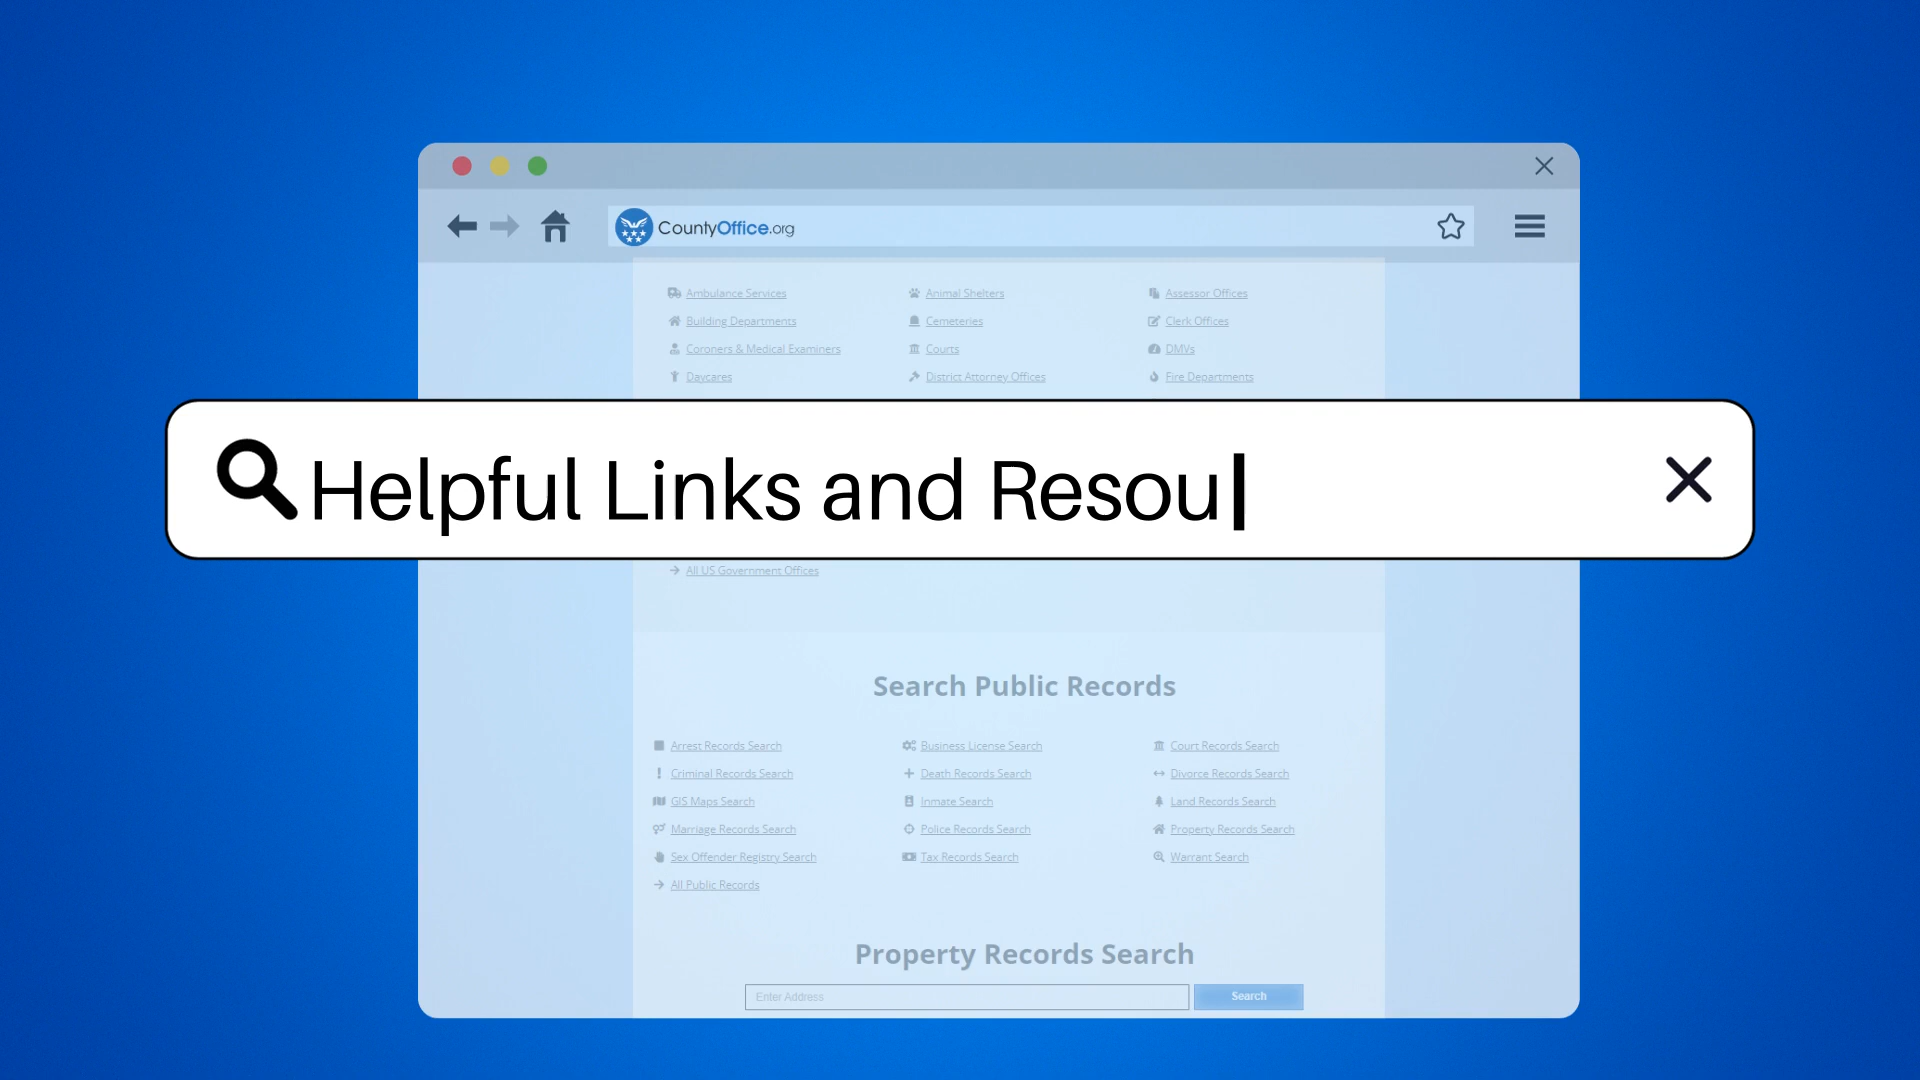 CountyOffice.org
Ambulance Services Animal Shelters Assessor Offices
Building Departments Cemeteries Clerk Offices
Coroners & Medical Examiners Courts DMVs
Daycares District Attorney Offices Fire Departments
Helpful Links and Resou
All US Government Offices
Search Public Records
Arrest Records Search Business License Search Court Records Search
Criminal Records Search Death Records Search Divorce Records Search
GIS Maps Search Inmate Search Land Records Search
Marriage Records Search Police Records Search Property Records Search
Sex Offender Registry Search Tax Records Search Warrant Search
All Public Records
Property Records Search
Enter Address Search